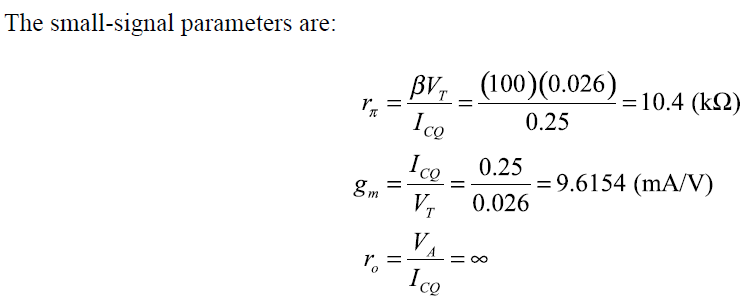 The small-signal parameters are:
r_π = βV_T / I_CQ = (100)(0.026) / 0.25 = 10.4 (kΩ)
g_m = I_CQ / V_T = 0.25 / 0.026 = 9.6154 (mA/V)
r_o = V_A / I_CQ = ∞